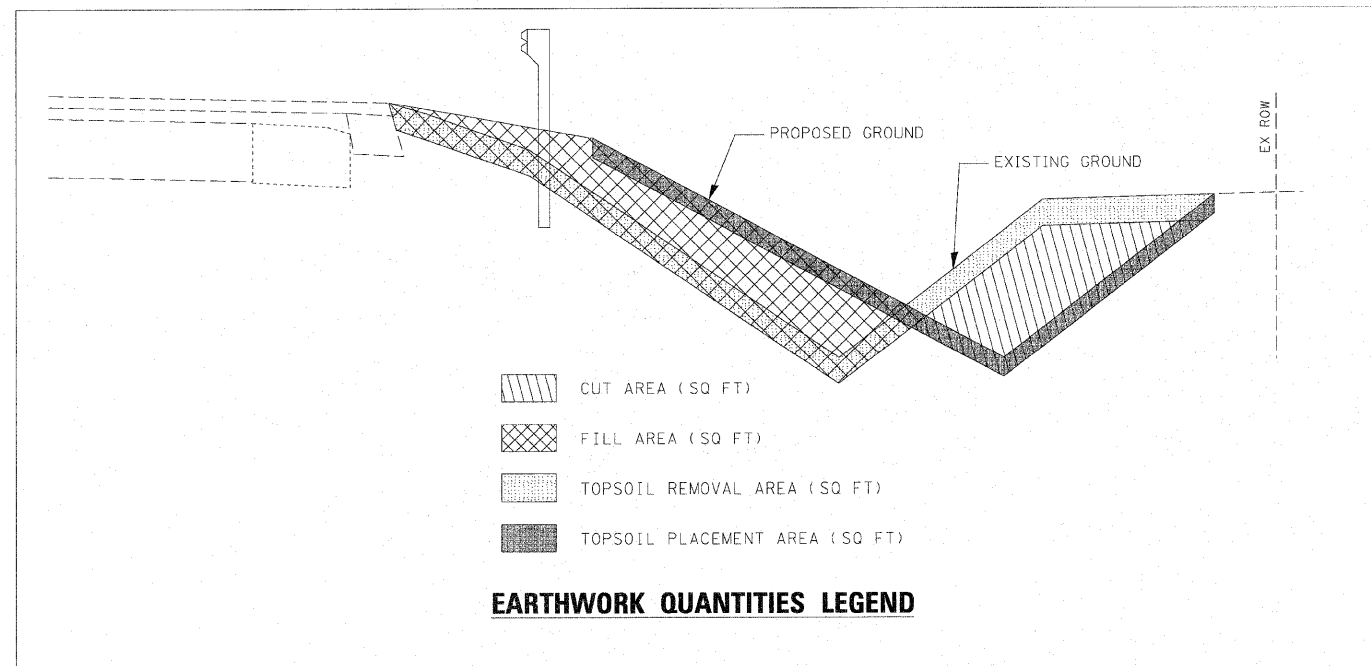 PROPOSED GROUND
EXISTING GROUND
EX ROW
CUT AREA (SQ FT)
FILL AREA (SQ FT)
TOPSOIL REMOVAL AREA (SQ FT)
TOPSOIL PLACEMENT AREA (SQ FT)
EARTHWORK QUANTITIES LEGEND